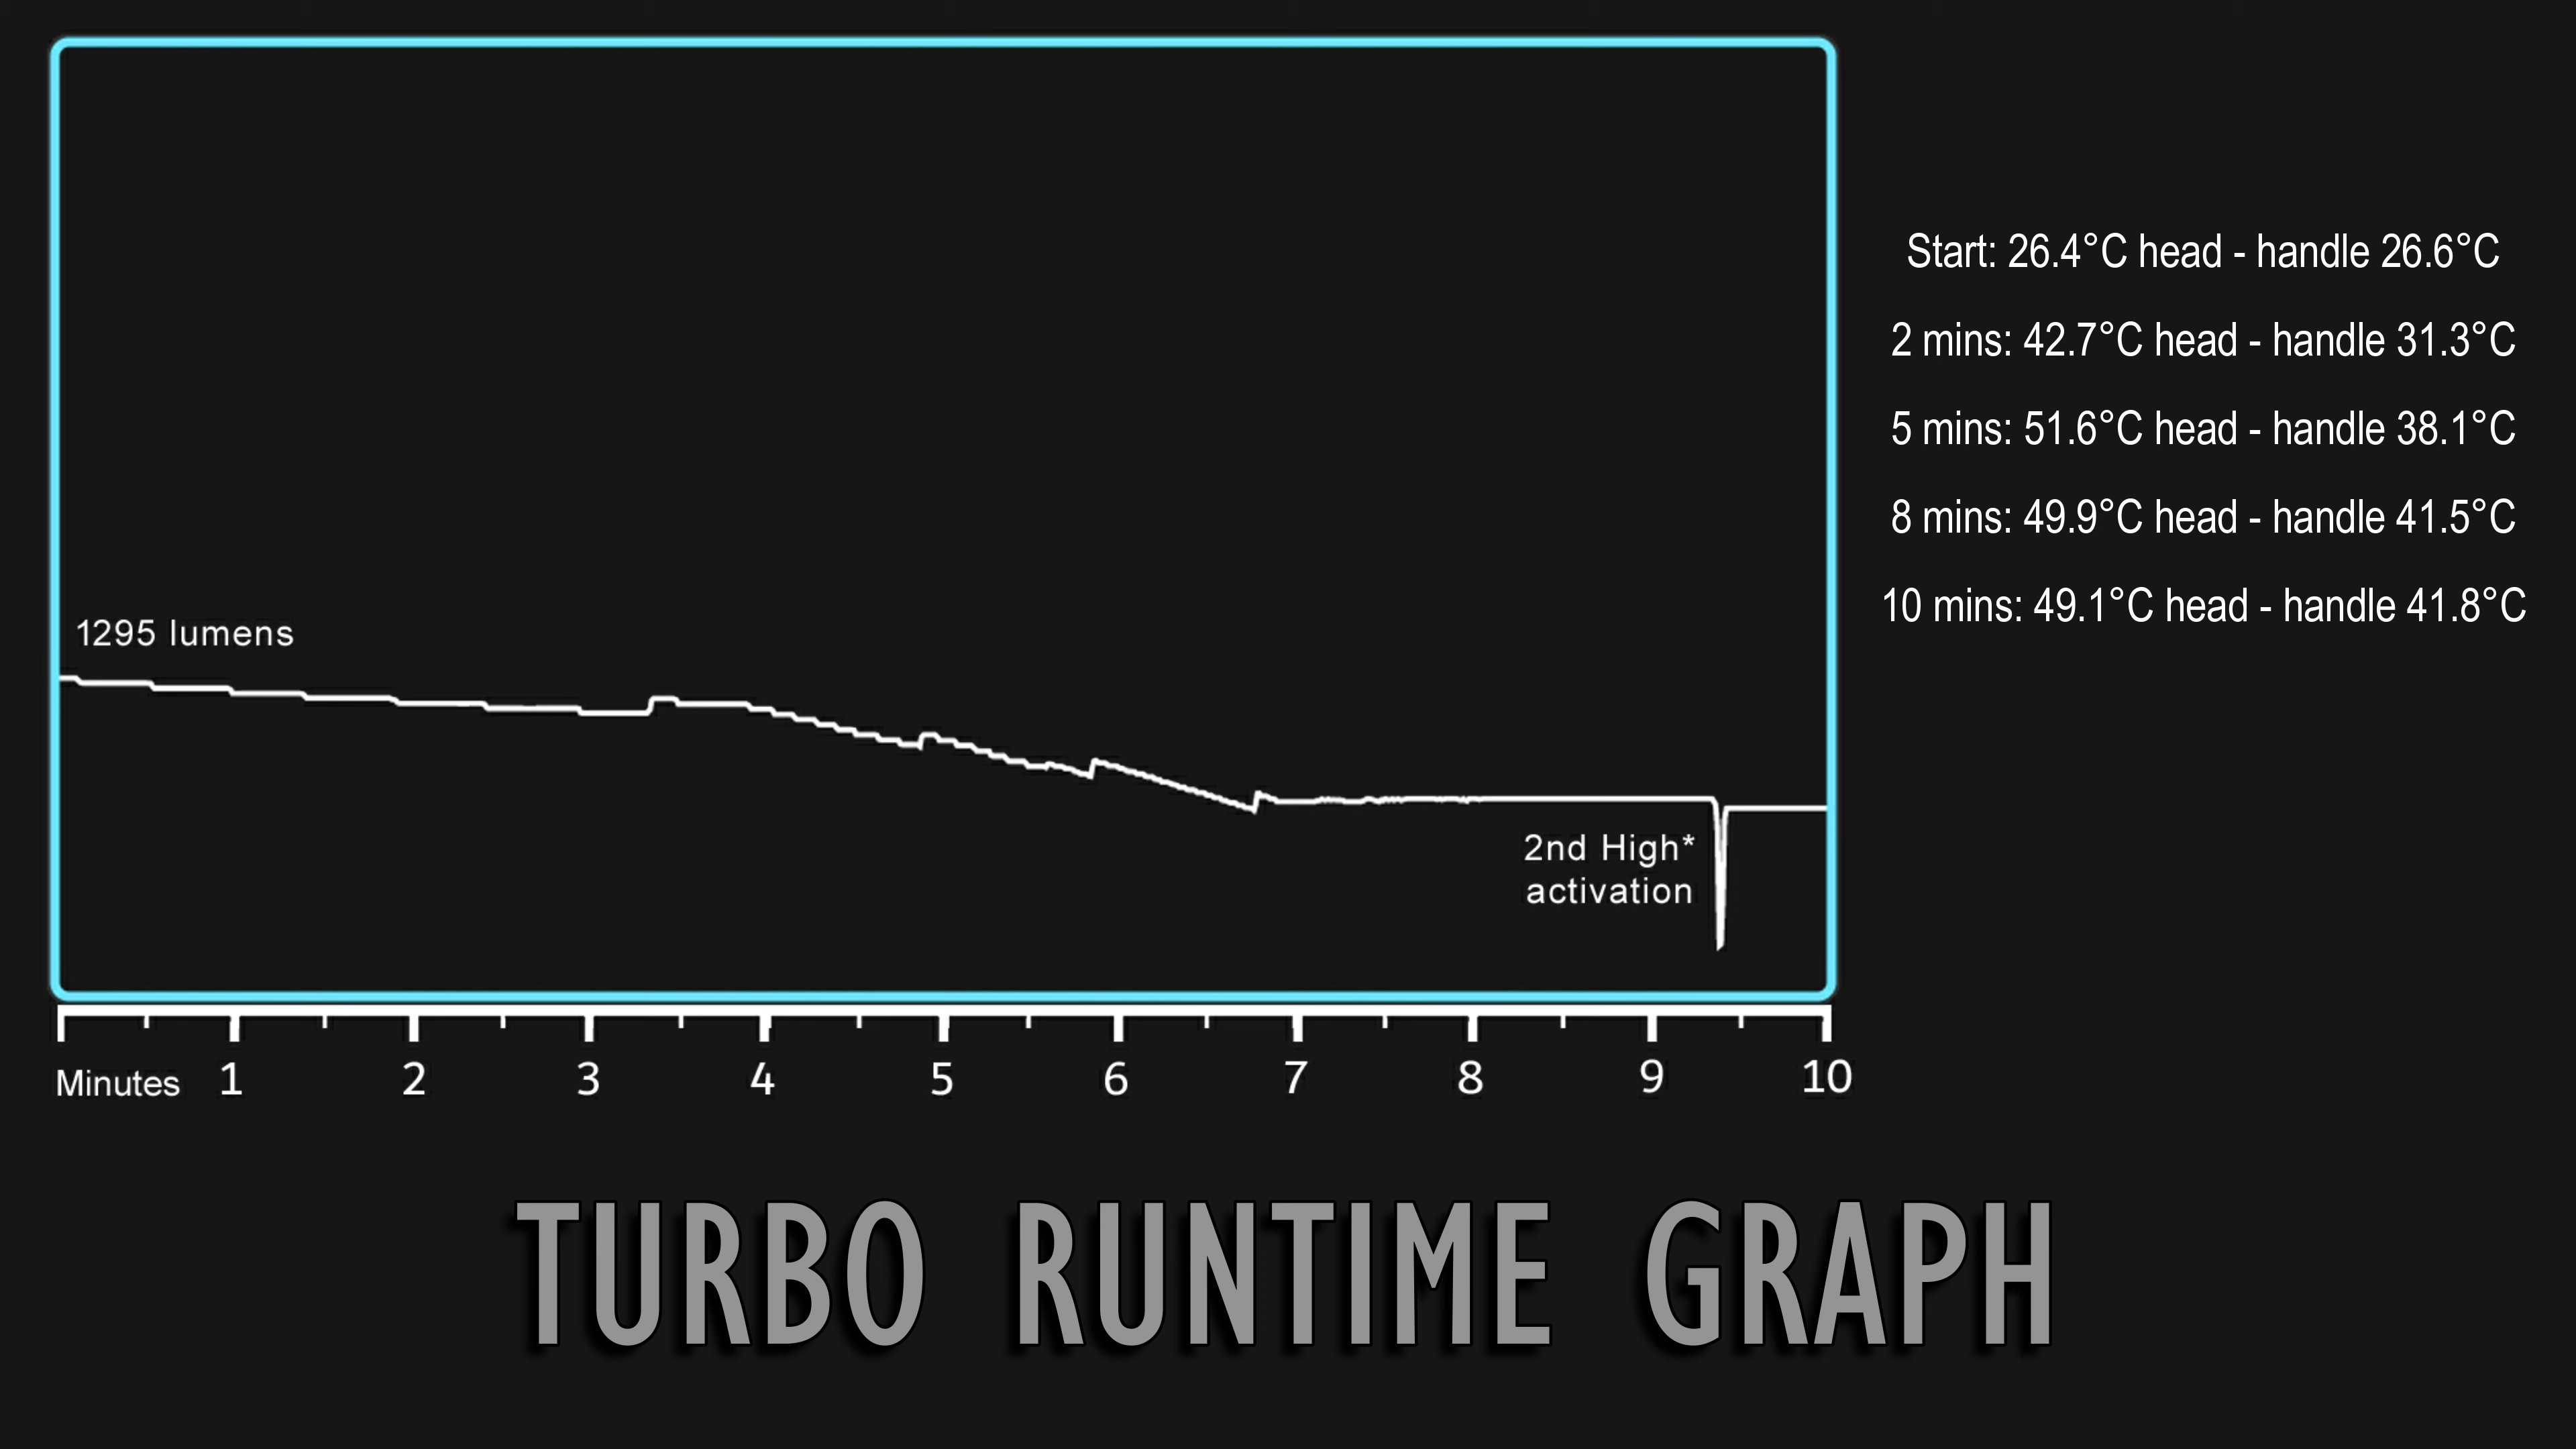 1295 lumens
2nd High*
activation
Minutes 1 2 3 4 5 6 7 8 9 10
Start: 26.4°C head - handle 26.6°C
2 mins: 42.7°C head - handle 31.3°C
5 mins: 51.6°C head - handle 38.1°C
8 mins: 49.9°C head - handle 41.5°C
10 mins: 49.1°C head - handle 41.8°C
TURBO RUNTIME GRAPH